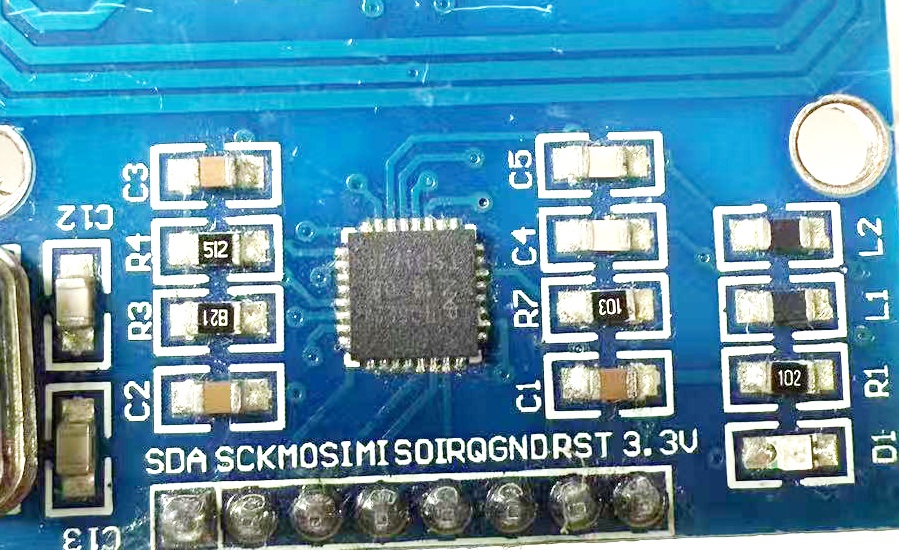 C3
C5
C12
R4
512
C4
L2
R3
821
R7
103
L1
C2
C1
102
R1
SDA SCKMOSIMISOIRQGNDRST 3.3V
D1
C13